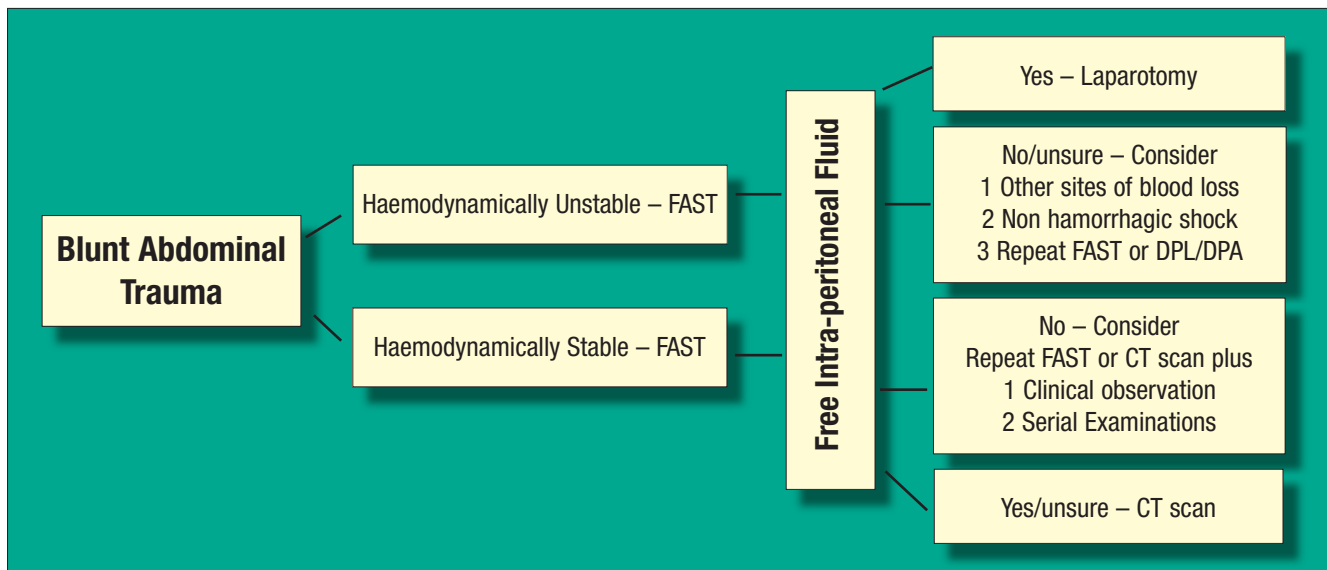 Blunt Abdominal
Trauma
Haemodynamically Unstable – FAST
Haemodynamically Stable – FAST
Free Intra-peritoneal Fluid
Yes – Laparotomy
No/unsure – Consider
1 Other sites of blood loss
2 Non hamorrhagic shock
3 Repeat FAST or DPL/DPA
No – Consider
Repeat FAST or CT scan plus
1 Clinical observation
2 Serial Examinations
Yes/unsure – CT scan